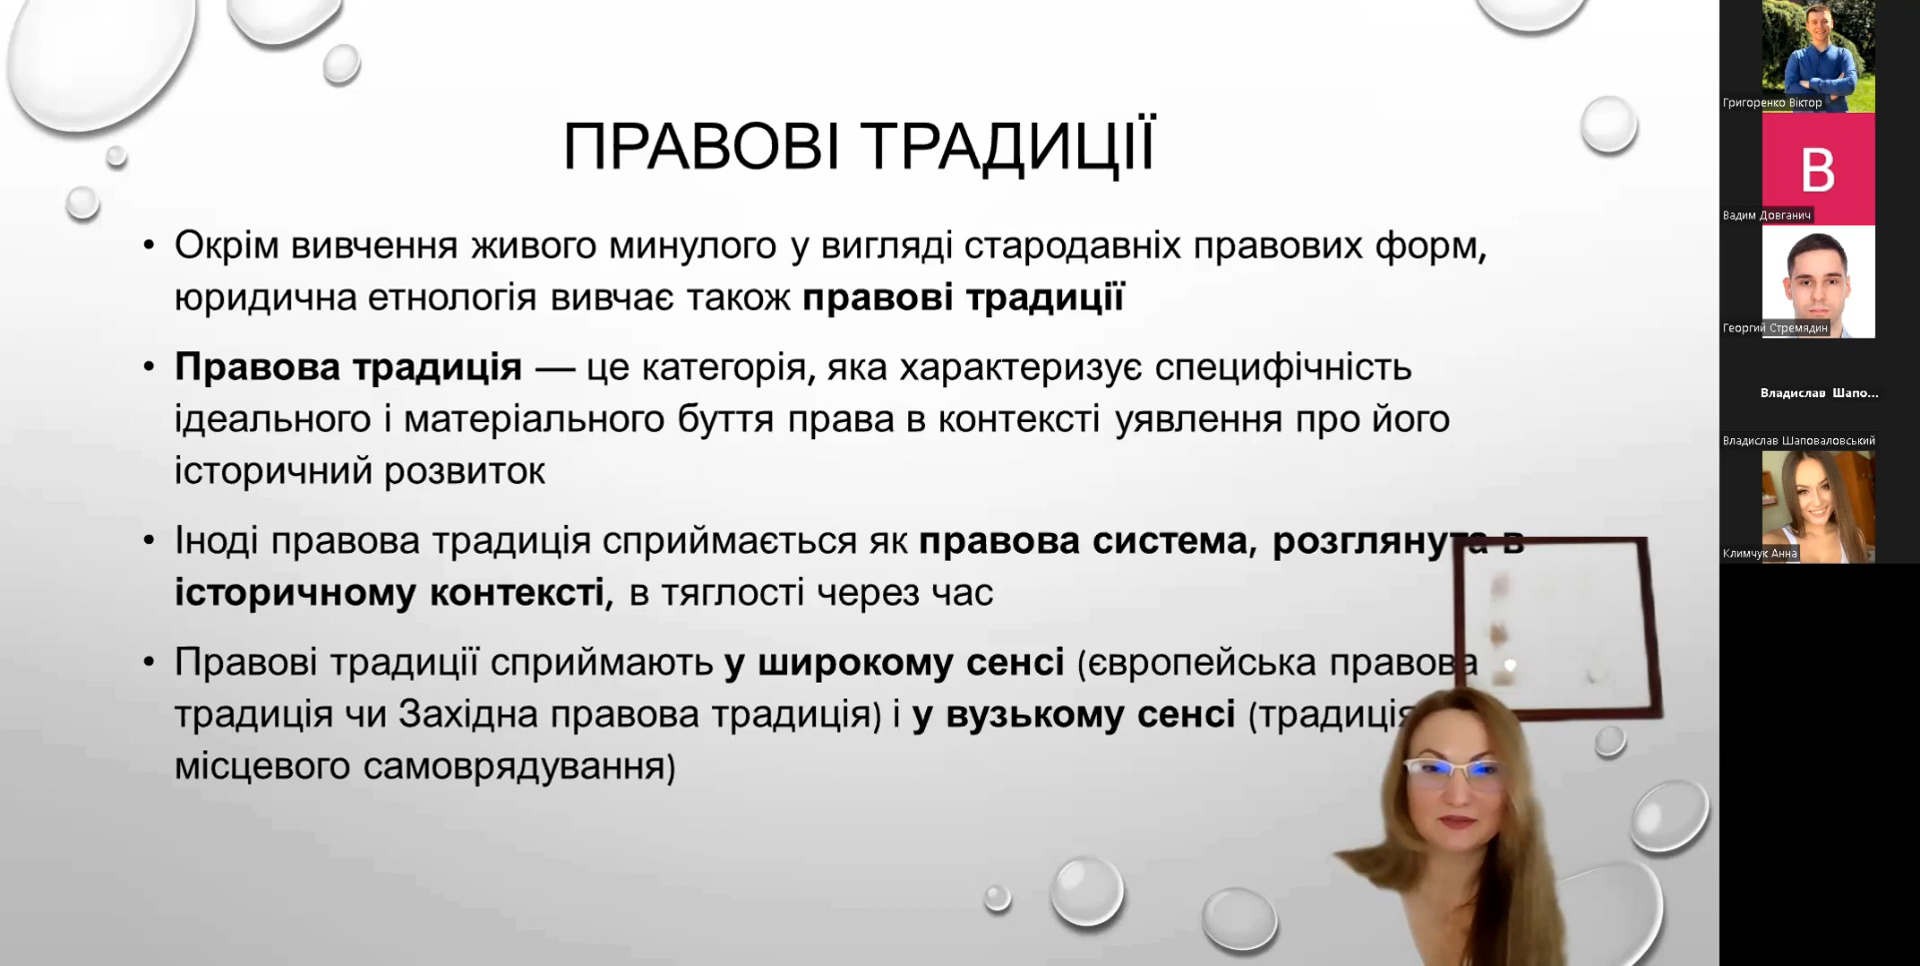 ПРАВОВІ ТРАДИЦІЇ
• Окрім вивчення живого минулого у вигляді стародавніх правових форм,
юридична етнологія вивчає також правові традиції
• Правова традиція — це категорія, яка характеризує специфічність
ідеального і матеріального буття права в контексті уявлення про його
історичний розвиток
• Іноді правова традиція сприймається як правова система, розглянута в
історичному контексті, в тяглості через час
• Правові традиції сприймають у широкому сенсі (європейська правова
традиція чи Західна правова традиція) і у вузькому сенсі (традиція
місцевого самоврядування)
Григоренко Віктор
В
Вадим Довганич
Георгий Стремядин
Владислав Шапо...
Владислав Шаповаловський
Климчук Анна